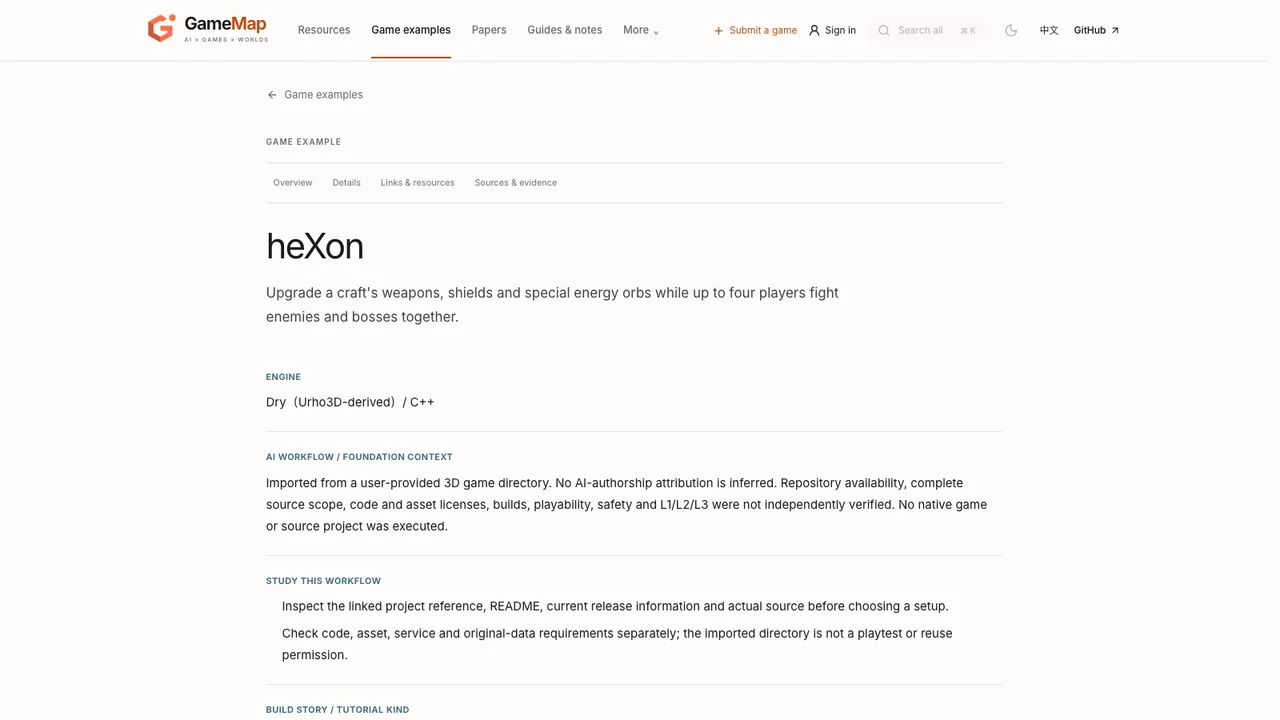 GameMap
AI • GAMES • WORLDS
Resources
Game examples
Papers
Guides & notes
More
Submit a game
Sign in
Search all
⌘ K
中文
GitHub
Game examples
GAME EXAMPLE
Overview
Details
Links & resources
Sources & evidence
heXon
Upgrade a craft's weapons, shields and special energy orbs while up to four players fight
enemies and bosses together.
ENGINE
Dry（Urho3D-derived）/ C++
AI WORKFLOW / FOUNDATION CONTEXT
Imported from a user-provided 3D game directory. No AI-authorship attribution is inferred. Repository availability, complete
source scope, code and asset licenses, builds, playability, safety and L1/L2/L3 were not independently verified. No native game
or source project was executed.
STUDY THIS WORKFLOW
Inspect the linked project reference, README, current release information and actual source before choosing a setup.
Check code, asset, service and original-data requirements separately; the imported directory is not a playtest or reuse
permission.
BUILD STORY / TUTORIAL KIND